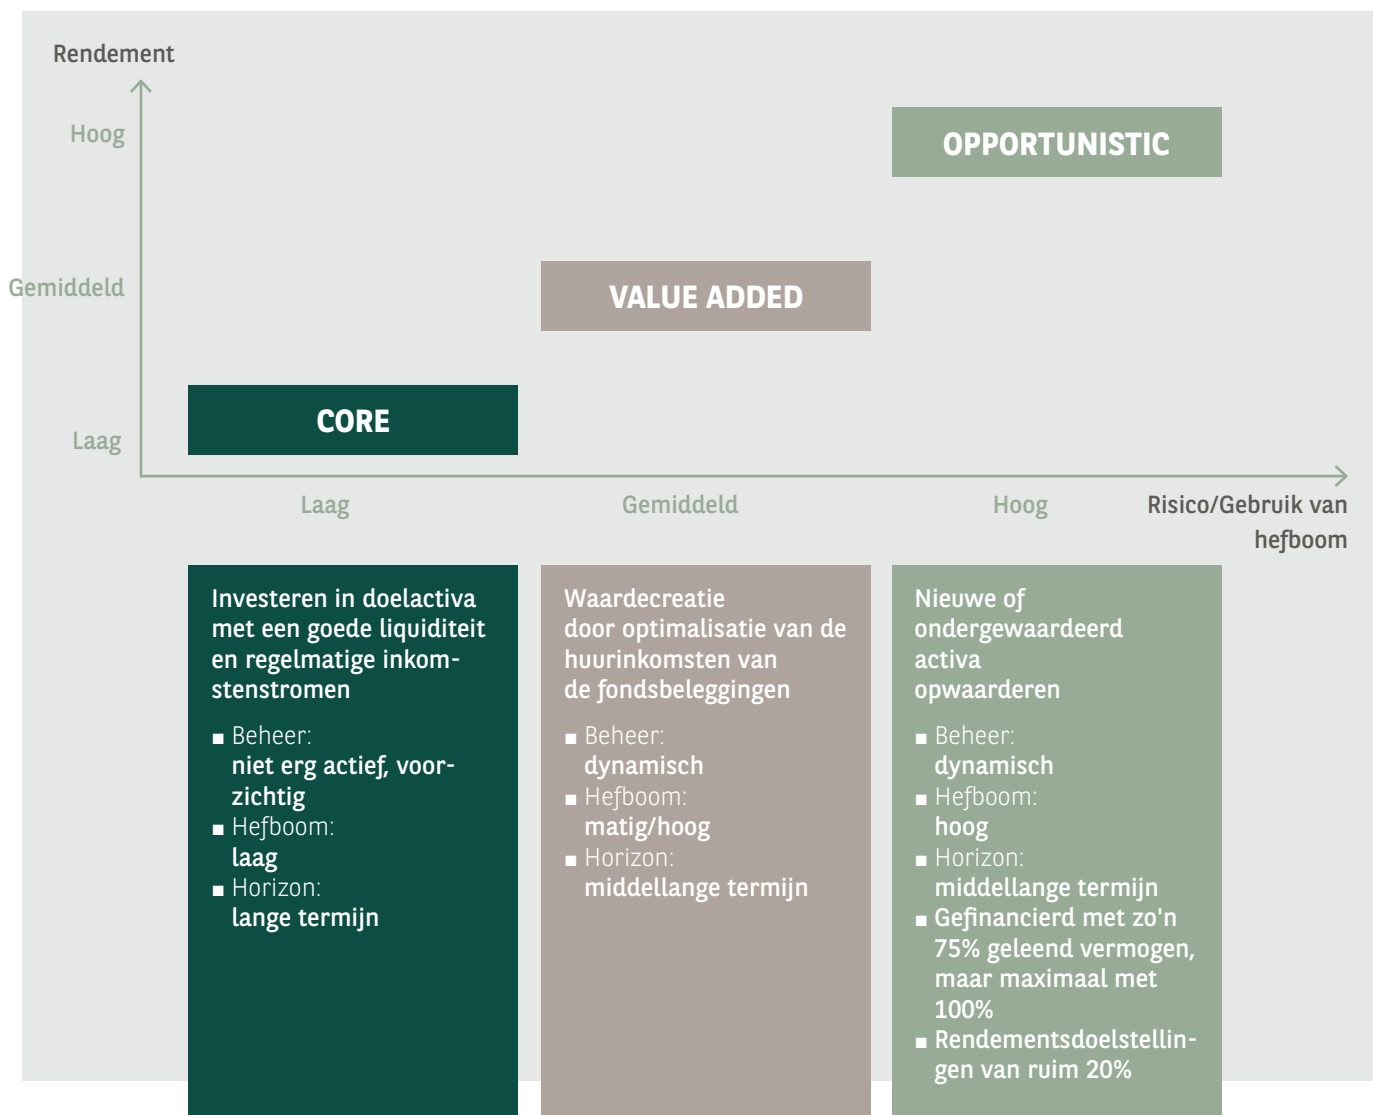 Rendement
Hoog
OPPORTUNISTIC
Gemiddeld
VALUE ADDED
CORE
Laag
Laag
Gemiddeld
Hoog
Risico/Gebruik van
hefboom
Investeren in doelactiva
met een goede liquiditeit
en regelmatige inkom-
stenstromen
■ Beheer:
niet erg actief, voor-
zichtig
■ Hefboom:
laag
■ Horizon:
lange termijn
Waardecreatie
door optimalisatie van de
huurinkomsten van
de fondsbeleggingen
■ Beheer:
dynamisch
■ Hefboom:
matig/hoog
■ Horizon:
middellange termijn
Nieuwe of
ondergewaardeerd
activa
opwaarderen
■ Beheer:
dynamisch
■ Hefboom:
hoog
■ Horizon:
middellange termijn
■ Gefinancierd met zo'n
75% geleend vermogen,
maar maximaal met
100%
■ Rendementsdoelstellin-
gen van ruim 20%